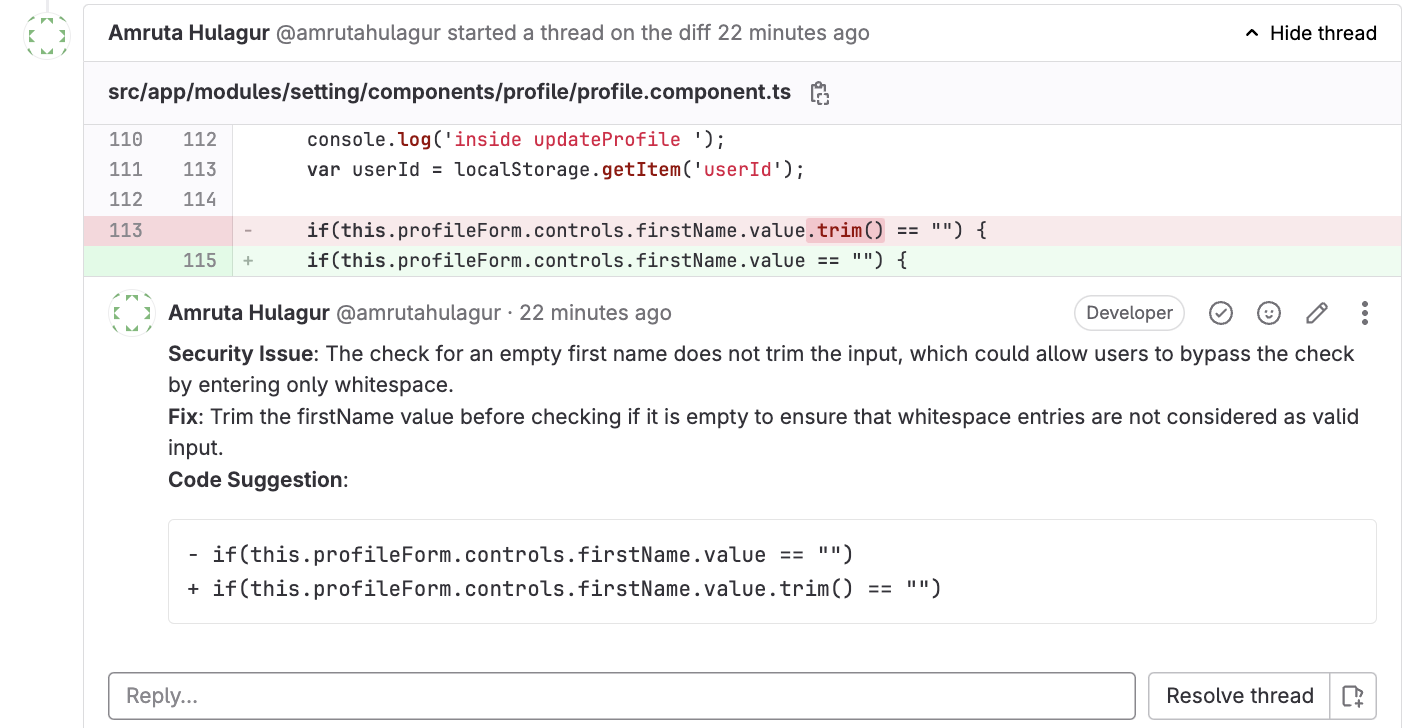 Amruta Hulagur @amrutahulagur started a thread on the diff 22 minutes ago Hide thread
src/app/modules/setting/components/profile/profile.component.ts
110 112 console.log('inside updateProfile ');
111 113 var userId = localStorage.getItem('userId');
112 114
113 - if(this.profileForm.controls.firstName.value.trim() == "") {
115 + if(this.profileForm.controls.firstName.value == "") {
Amruta Hulagur @amrutahulagur · 22 minutes ago Developer
Security Issue: The check for an empty first name does not trim the input, which could allow users to bypass the check
by entering only whitespace.
Fix: Trim the firstName value before checking if it is empty to ensure that whitespace entries are not considered as valid
input.
Code Suggestion:
- if(this.profileForm.controls.firstName.value == "")
+ if(this.profileForm.controls.firstName.value.trim() == "")
Reply... Resolve thread